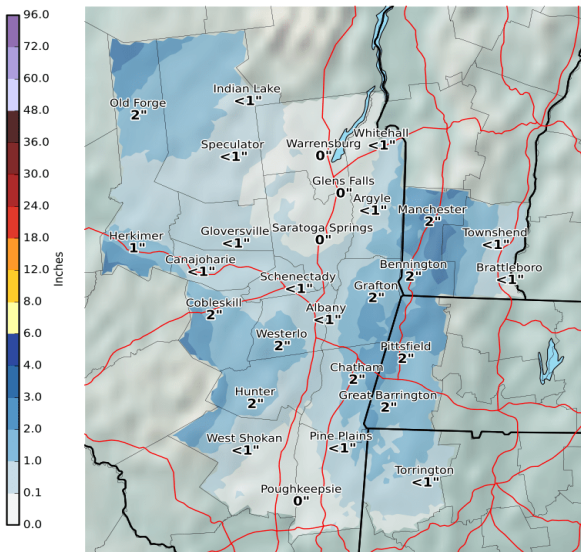 96.0
72.0
60.0
48.0
36.0
30.0
24.0
18.0
12.0
8.0
6.0
4.0
3.0
2.0
1.0
0.1
0.0
Inches
Old Forge
2"
Indian Lake
<1"
Speculator
<1"
Warrensburg
0"
Whitehall
<1"
Glens Falls
0"
Argyle
<1"
Manchester
2"
Herkimer
1"
Gloversville
<1"
Saratoga Springs
0"
Townshend
<1"
Canajoharie
<1"
Schenectady
<1"
Bennington
2"
Brattleboro
<1"
Cobleskill
2"
Albany
<1"
Grafton
2"
Westerlo
2"
Pittsfield
2"
Chatham
2"
Hunter
2"
Great Barrington
2"
West Shokan
<1"
Pine Plains
<1"
Torrington
<1"
Poughkeepsie
0"